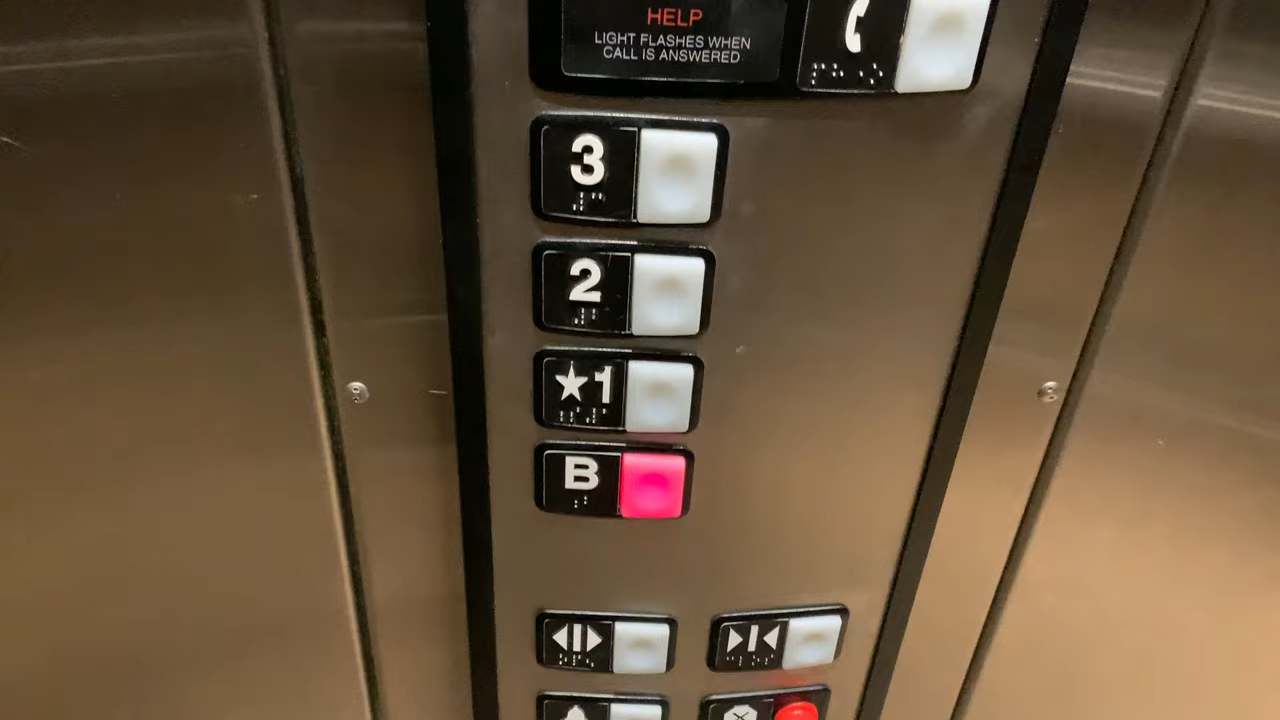 HELP
LIGHT FLASHES WHEN
CALL IS ANSWERED
3
2
★1
B